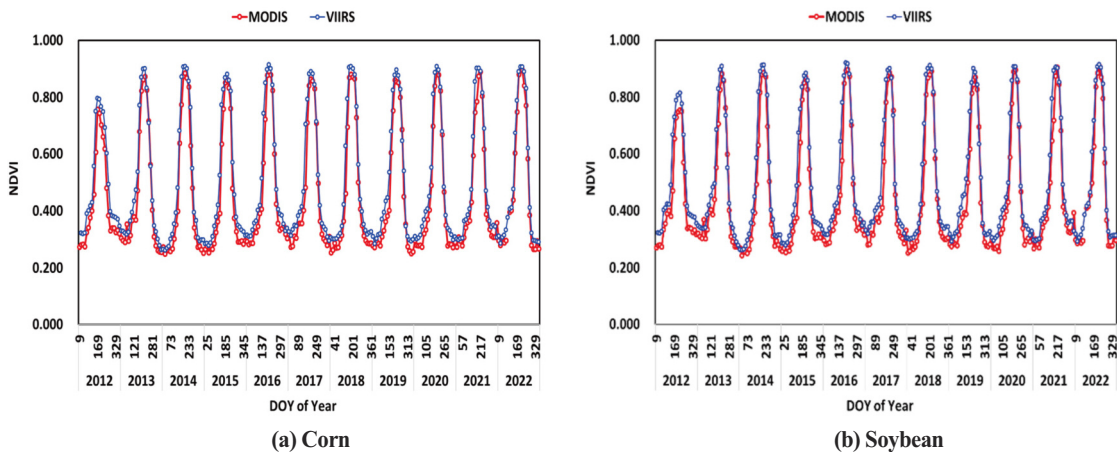 MODIS VIIRS
1.000
0.800
0.600
0.400
0.200
0.000
NDVI
9 169 329 121 281 73 233 25 185 345 137 297 89 249 41 201 361 153 313 105 265 57 217 9 169 329
2012 2013 2014 2015 2016 2017 2018 2019 2020 2021 2022
DOY of Year
(a) Corn
MODIS VIIRS
1.000
0.800
0.600
0.400
0.200
0.000
NDVI
9 169 329 121 281 73 233 25 185 345 137 297 89 249 41 201 361 153 313 105 265 57 217 9 169 329
2012 2013 2014 2015 2016 2017 2018 2019 2020 2021 2022
DOY of Year
(b) Soybean